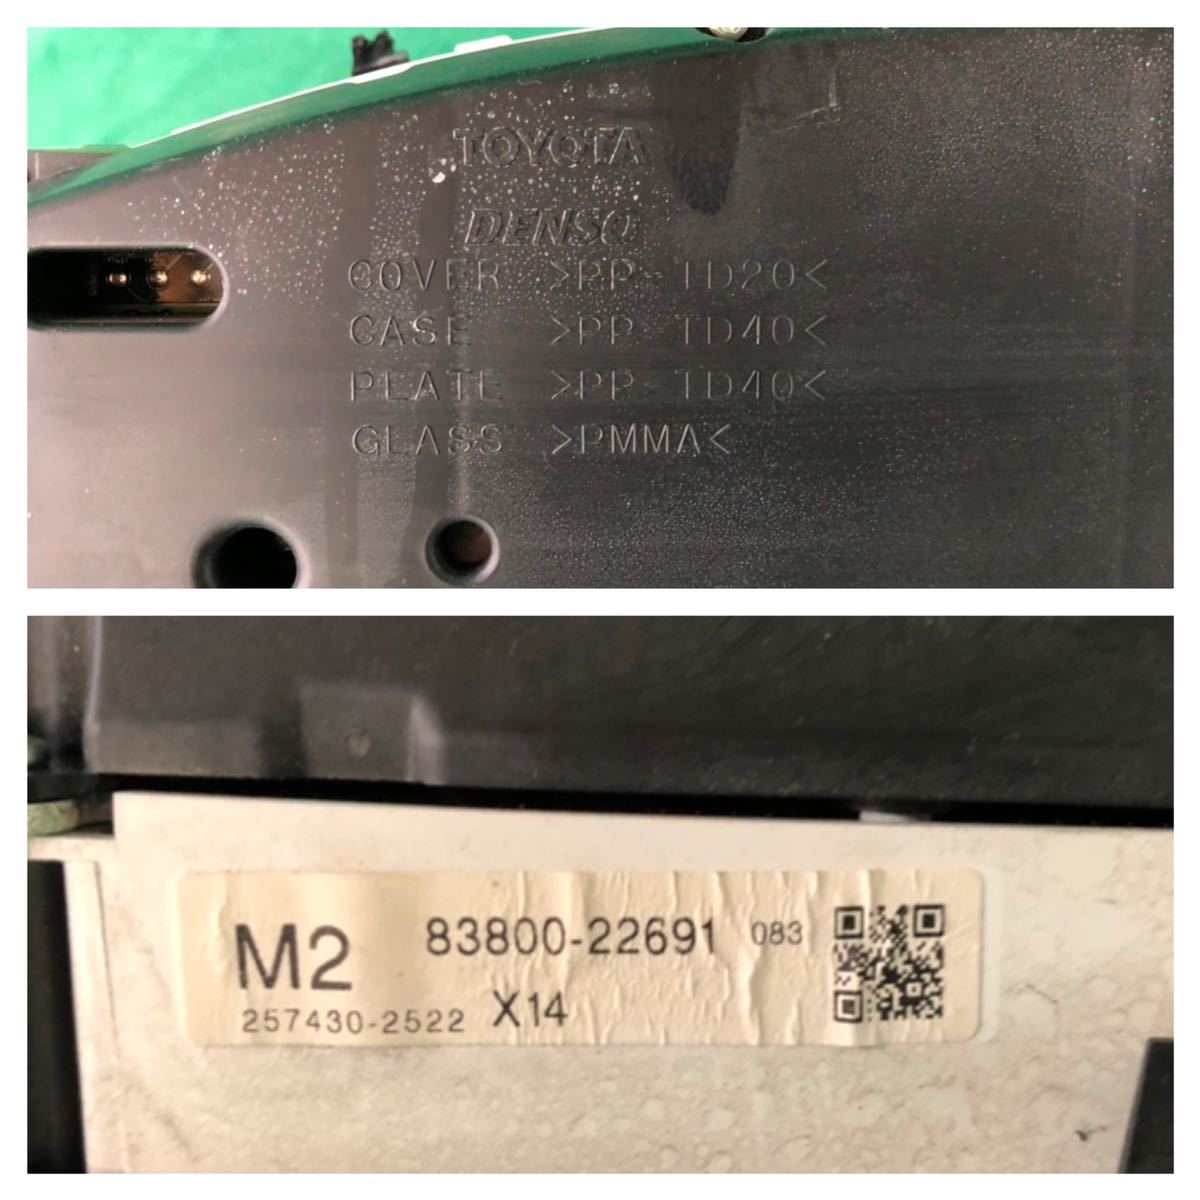 TOYOTA
DENSO
COVER >PP-TD20<
CASE >PP-TD40<
PLATE >PP-TD40<
GLASS >PMMA<
M2 83800-22691 083
257430-2522 X14